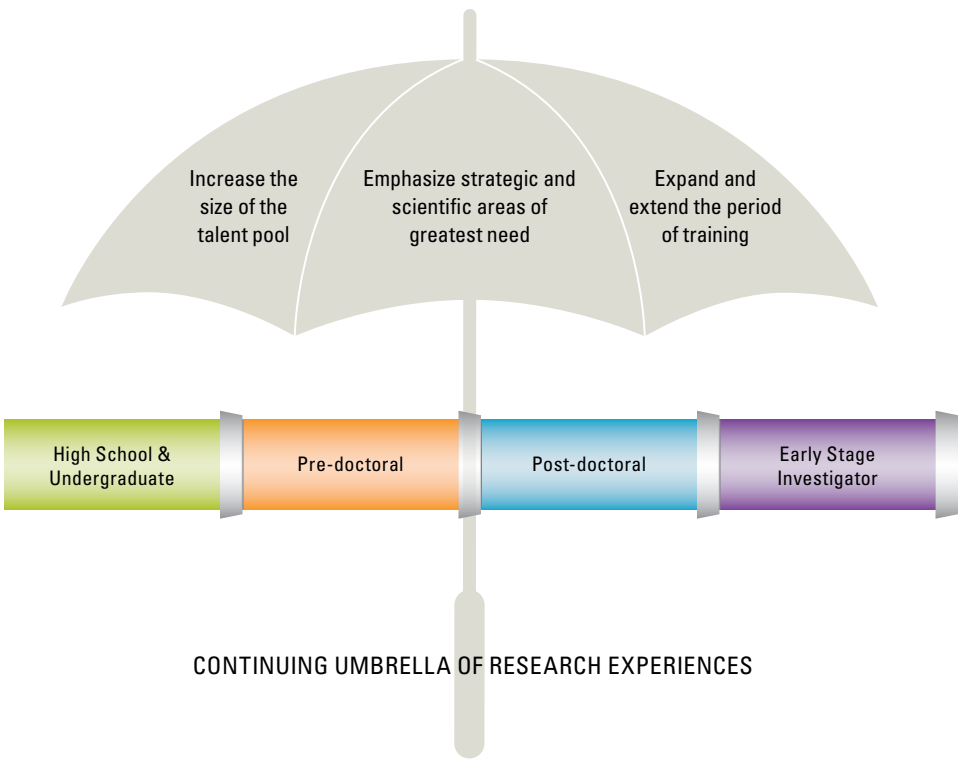 Increase the
size of the
talent pool
Emphasize strategic and
scientific areas of
greatest need
Expand and
extend the period
of training
High School &
Undergraduate
Pre-doctoral
Post-doctoral
Early Stage
Investigator
CONTINUING UMBRELLA OF RESEARCH EXPERIENCES